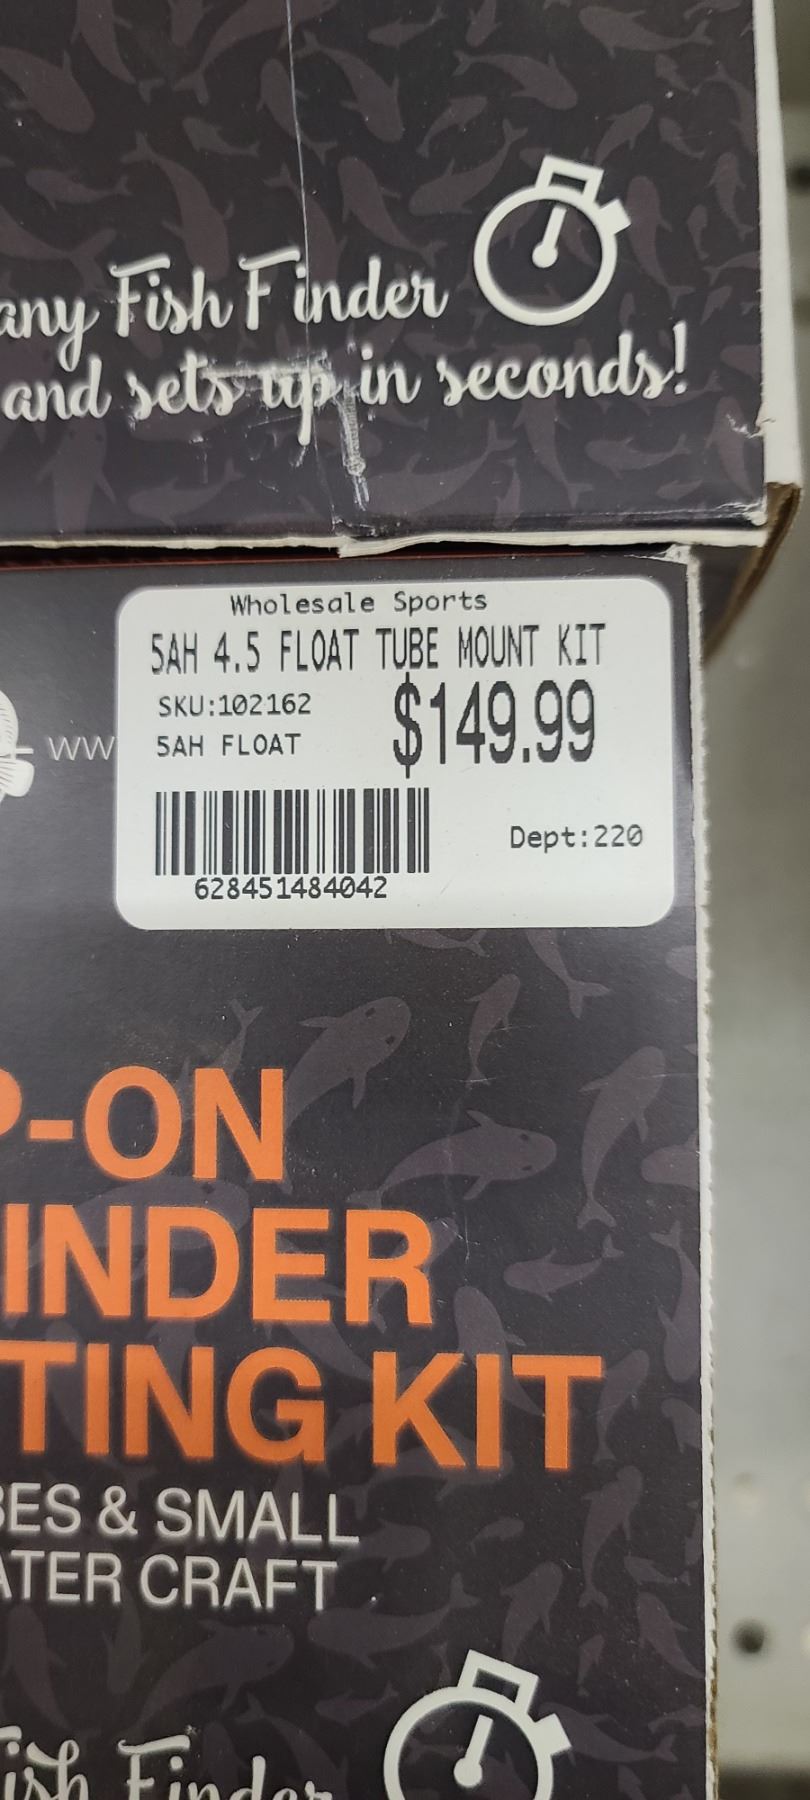 any Fish Finder
and sets up in seconds!
Wholesale Sports
5AH 4.5 FLOAT TUBE MOUNT KIT
SKU:102162 $149.99
5AH FLOAT
WW
Dept:220
628451484042
P-ON
INDER
TING KIT
BES & SMALL
ATER CRAFT
ish Finder